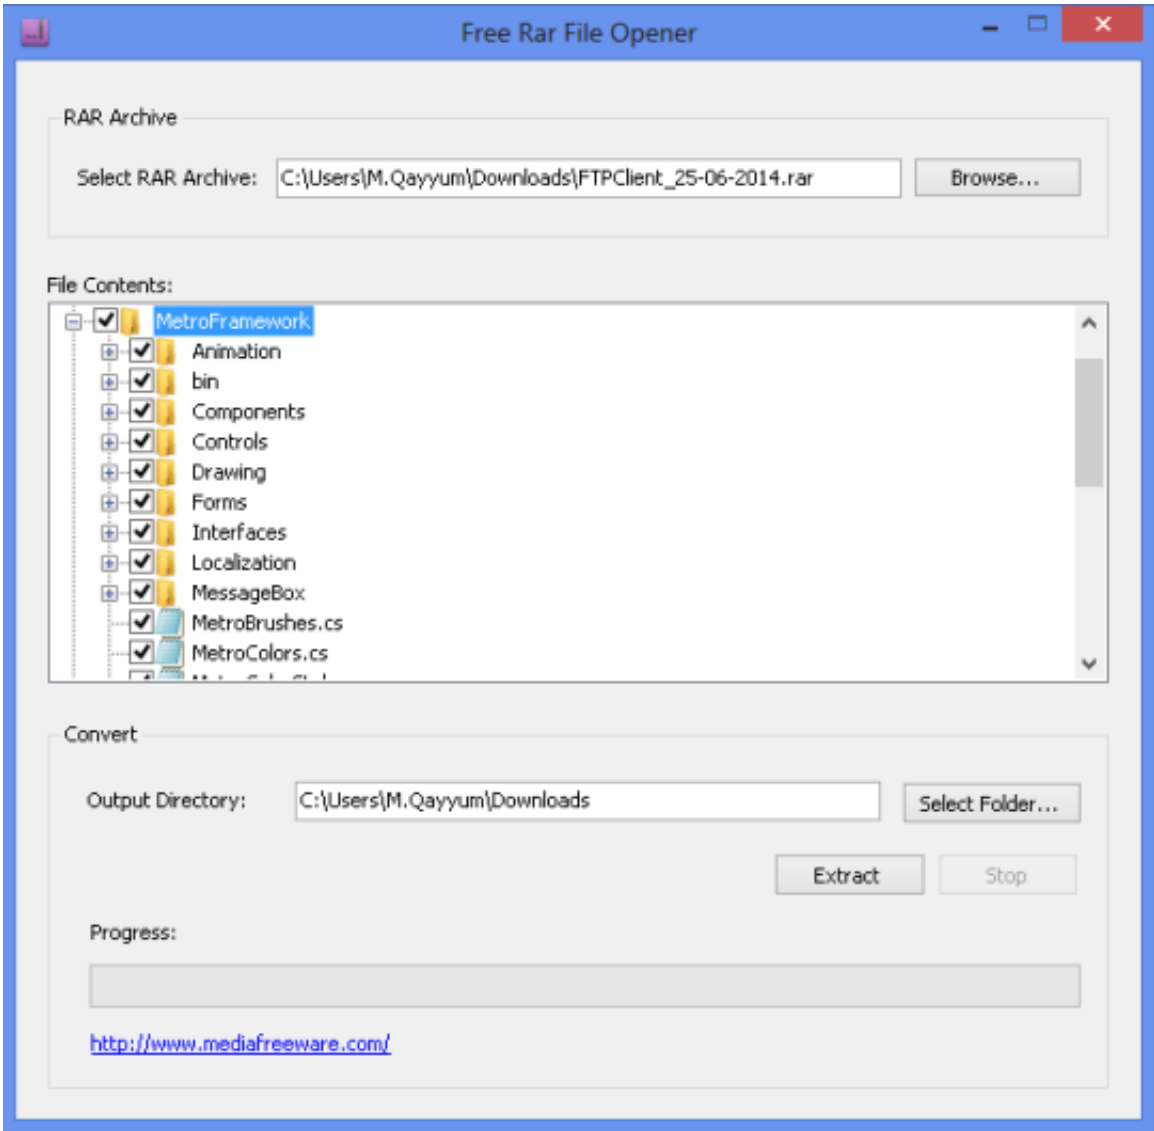 Free Rar File Opener
RAR Archive
Select RAR Archive: C:\Users\M.Qayyum\Downloads\FTPClient_25-06-2014.rar Browse...
File Contents:
MetroFramework
Animation
bin
Components
Controls
Drawing
Forms
Interfaces
Localization
MessageBox
MetroBrushes.cs
MetroColors.cs
Convert
Output Directory: C:\Users\M.Qayyum\Downloads Select Folder...
Extract Stop
Progress:
http://www.mediafreeware.com/